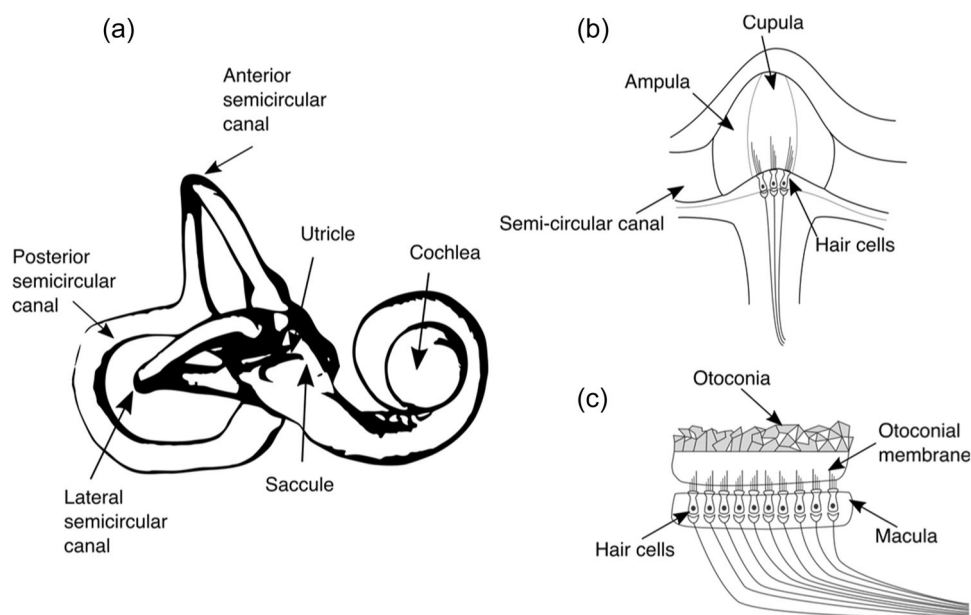 (a)
Anterior
semicircular
canal
Utricle
Cochlea
Posterior
semicircular
canal
Lateral
semicircular
canal
Saccule
(b)
Cupula
Ampula
Semi-circular canal
Hair cells
(c)
Otoconia
Otoconial
membrane
Hair cells
Macula